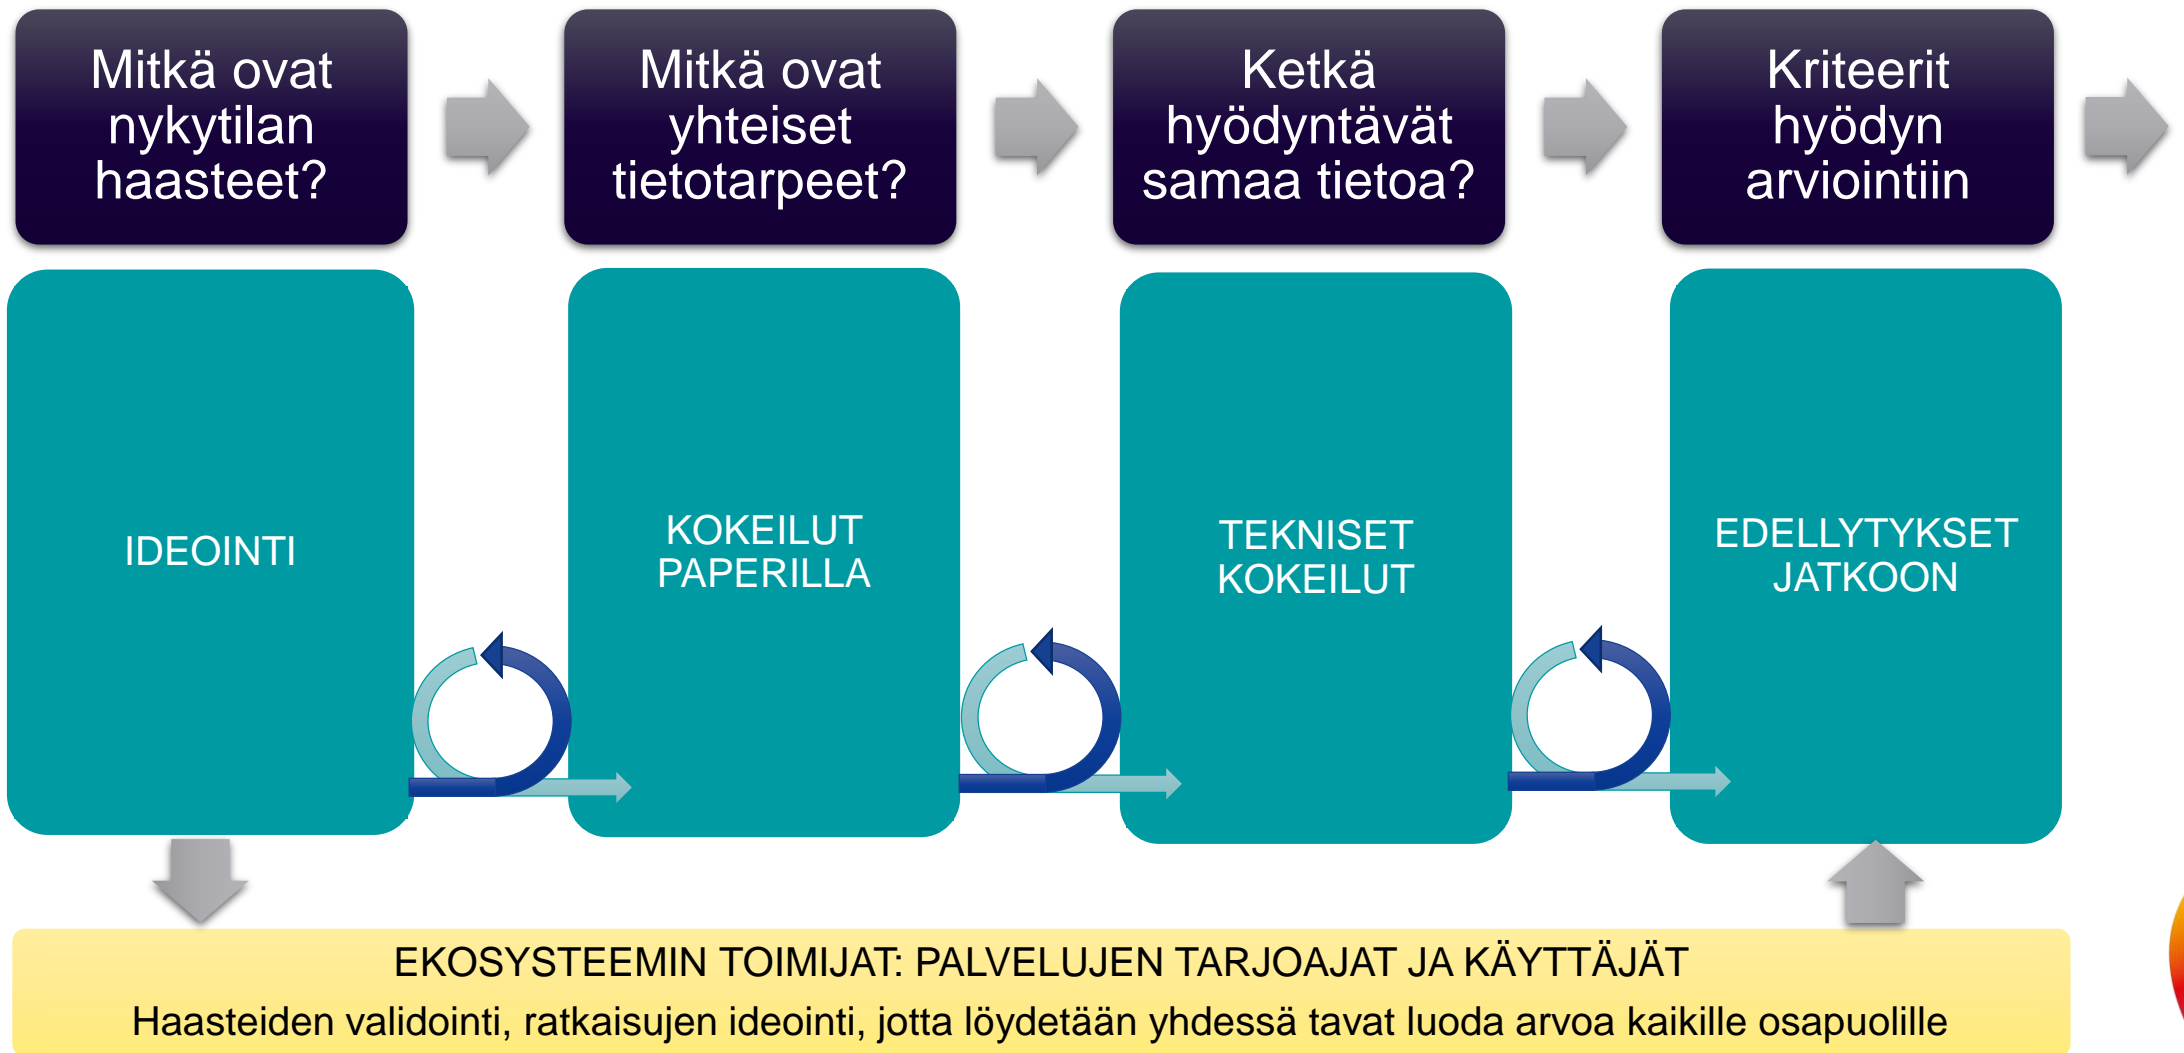 Mitkä ovat
nykytilan
haasteet?
Mitkä ovat
yhteiset
tietotarpeet?
Ketkä
hyödyntävät
samaa tietoa?
Kriteerit
hyödyn
arviointiin
IDEOINTI
KOKEILUT
PAPERILLA
TEKNISET
KOKEILUT
EDELLYTYKSET
JATKOON
EKOSYSTEEMIN TOIMIJAT: PALVELUJEN TARJOAJAT JA KÄYTTÄJÄT
Haasteiden validointi, ratkaisujen ideointi, jotta löydetään yhdessä tavat luoda arvoa kaikille osapuolille